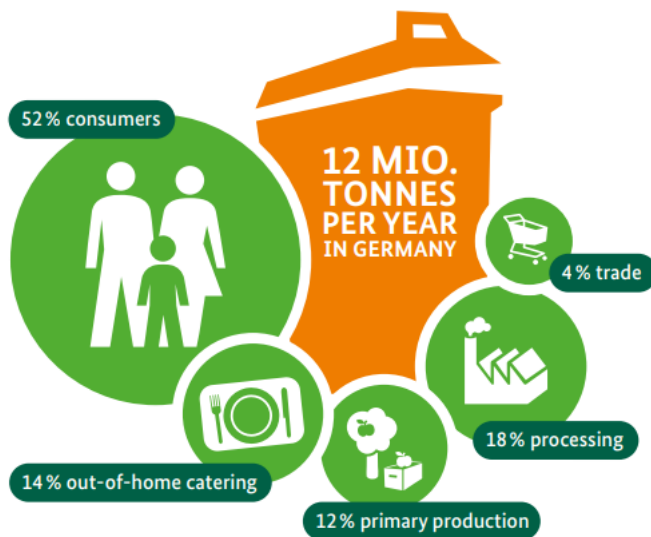 52% consumers
12 MIO.
TONNES
PER YEAR
IN GERMANY
4% trade
18% processing
14% out-of-home catering
12% primary production